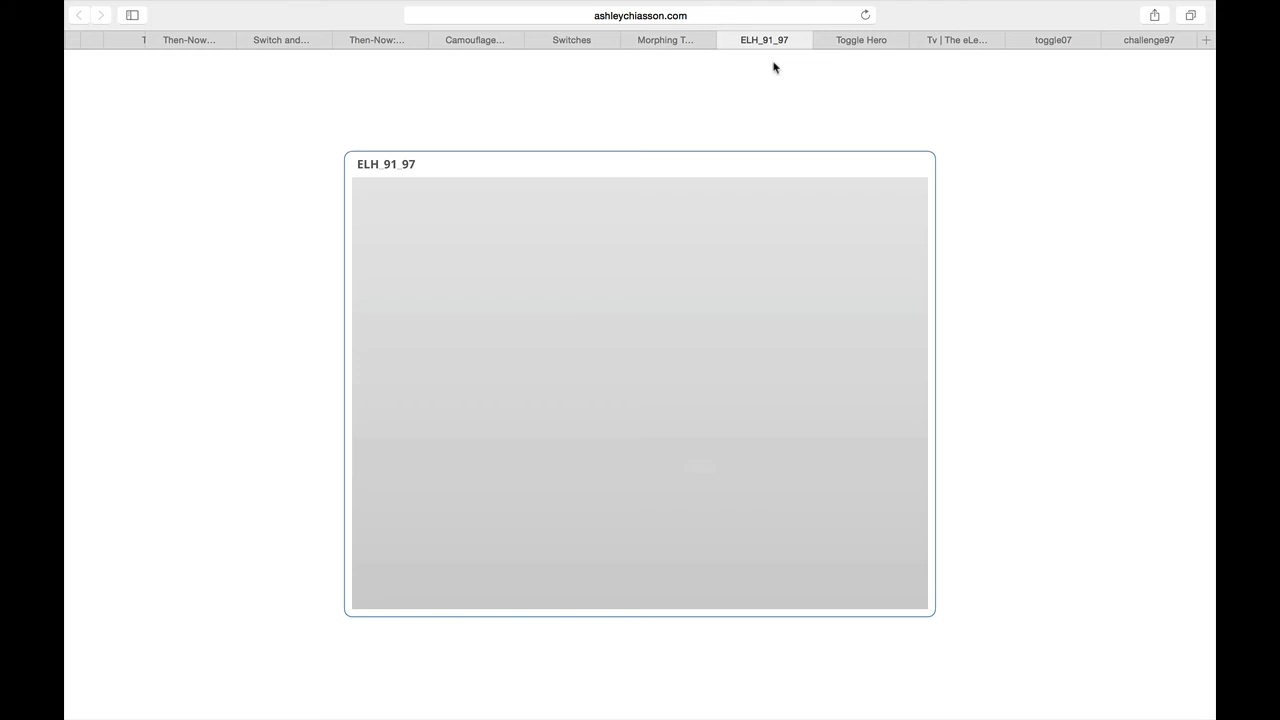 ashleychiasson.com
Then-Now... Switch and... Then-Now:... Camouflage... Switches Morphing T... ELH_91_97 Toggle Hero Tv | The eLe... toggle07 challenge97
ELH_91_97